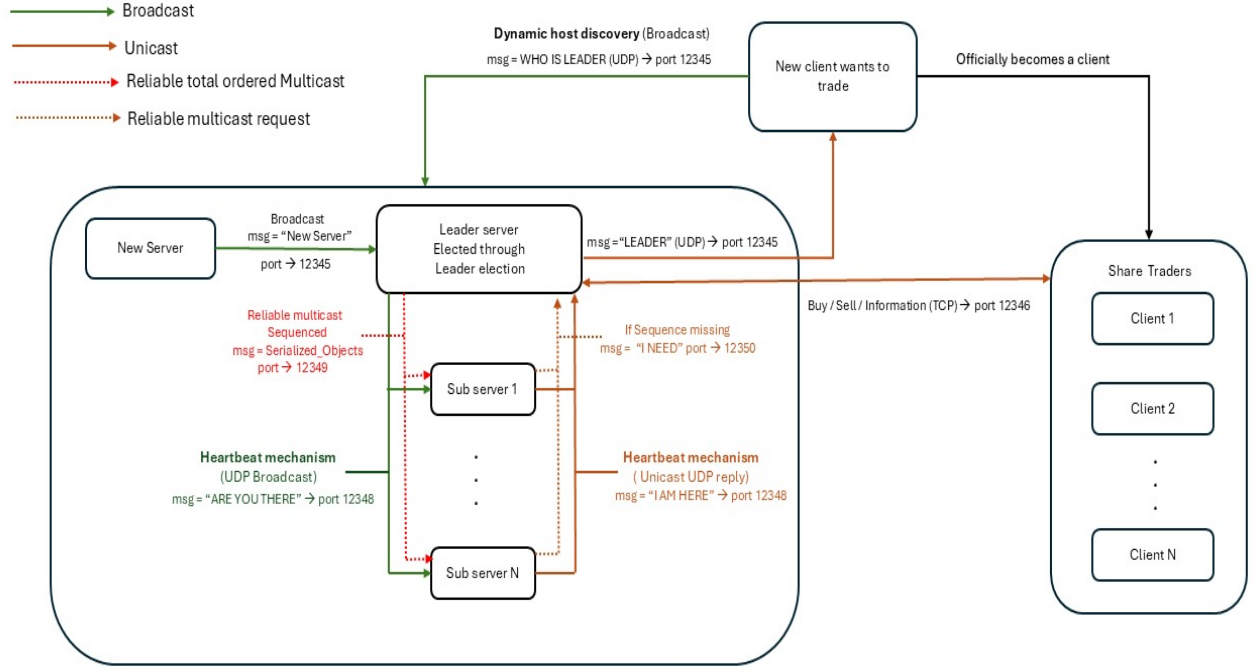 Broadcast
Unicast
Reliable total ordered Multicast
Reliable multicast request
Dynamic host discovery (Broadcast)
msg = WHO IS LEADER (UDP) → port 12345
New client wants to
trade
Officially becomes a client
New Server
Broadcast
msg = “New Server”
port → 12345
Leader server
Elected through
Leader election
msg =“LEADER” (UDP) → port 12345
Buy / Sell / Information (TCP) → port 12346
Share Traders
Client 1
Client 2
.
.
.
Client N
Reliable multicast
Sequenced
msg = Serialized_Objects
port → 12349
If Sequence missing
msg = “I NEED” port → 12350
Sub server 1
.
.
.
Sub server N
Heartbeat mechanism
(UDP Broadcast)
msg = “ARE YOU THERE” → port 12348
Heartbeat mechanism
( Unicast UDP reply)
msg = “I AM HERE” → port 12348